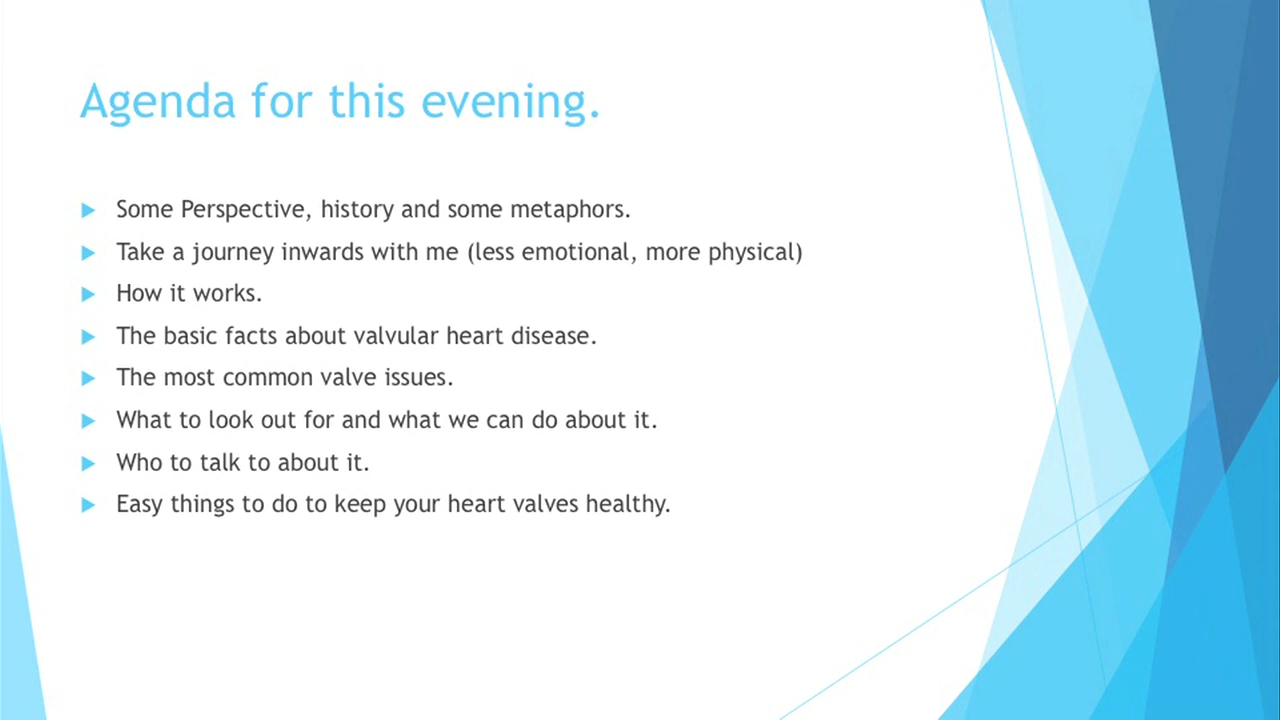 Agenda for this evening.
Some Perspective, history and some metaphors.
Take a journey inwards with me (less emotional, more physical)
How it works.
The basic facts about valvular heart disease.
The most common valve issues.
What to look out for and what we can do about it.
Who to talk to about it.
Easy things to do to keep your heart valves healthy.